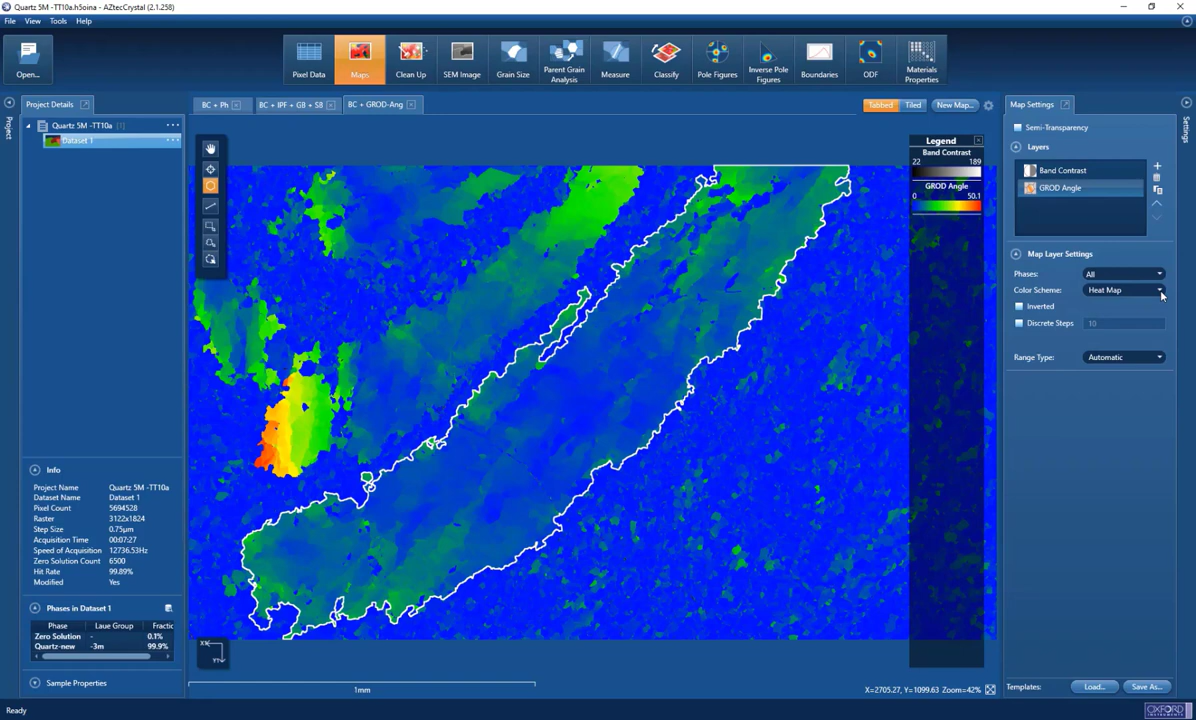 Quartz 5M -TT10a.h5oina - AZtecCrystal (2.1.258)
File View Tools Help
Open...
Pixel Data
Maps
Clean Up
SEM Image
Grain Size
Parent Grain Analysis
Measure
Classify
Pole Figures
Inverse Pole Figures
Boundaries
ODF
Materials Properties
Project
Project Details
Quartz 5M -TT10a [1]
Dataset 1
Info
Project Name Quartz 5M -TT10a
Dataset Name Dataset 1
Pixel Count 5694528
Raster 3122x1824
Step Size 0.75µm
Acquisition Time 00:07:27
Speed of Acquisition 12736.53Hz
Zero Solution Count 6500
Hit Rate 99.89%
Modified Yes
Phases in Dataset 1
Phase Laue Group Fractic
Zero Solution - 0.1%
Quartz-new -3m 99.9%
Sample Properties
BC + Ph
BC + IPF + GB + SB
BC + GROD-Ang
Tabbed Tiled New Map...
Legend
Band Contrast
22 189
GROD Angle
0 50.1
1mm
X=2705.27, Y=1099.63 Zoom=42%
Map Settings
Settings
Semi-Transparency
Layers
Band Contrast
GROD Angle
Map Layer Settings
Phases: All
Color Scheme: Heat Map
Inverted
Discrete Steps 10
Range Type: Automatic
Templates: Load... Save As...
Ready
OXFORD
INSTRUMENTS